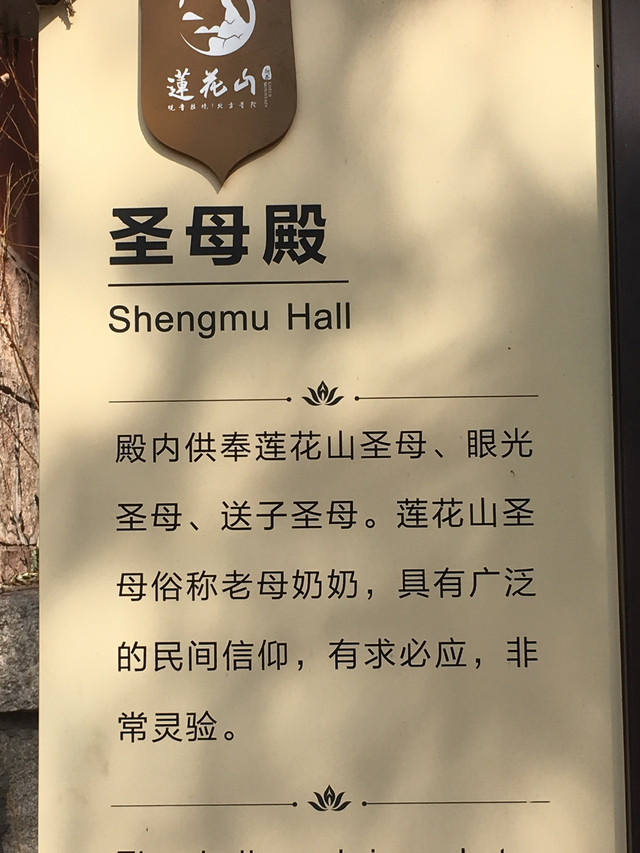 蓮花山
圣母殿
Shengmu Hall
殿内供奉莲花山圣母、眼光
圣母、送子圣母。莲花山圣
母俗称老母奶奶，具有广泛
的民间信仰，有求必应，非
常灵验。